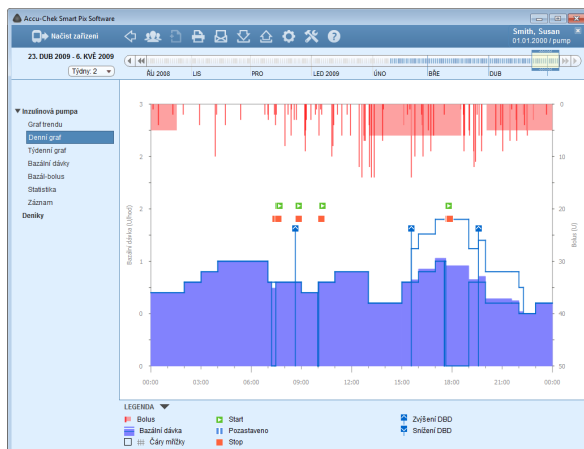 Accu-Chek Smart Pix Software
Načíst zařízení
Smith, Susan
01.01.2000 / pump
23. DUB 2009 - 6. KVĚ 2009
Týdny: 2
ŘÍJ 2008 LIS PRO LED 2009 ÚNO BŘE DUB
Inzulinová pumpa
Graf trendu
Denní graf
Týdenní graf
Bazální dávky
Bazál-bolus
Statistika
Záznam
Deníky
Bazální dávka (U/hod)
3
2
2
1
1
0
0
10
20
30
40
50
Bolus (U)
00:00 03:00 06:00 09:00 12:00 15:00 18:00 21:00 00:00
LEGENDA
Bolus Start Zvýšení DBD
Bazální dávka Pozastaveno Snížení DBD
Čáry mřížky Stop